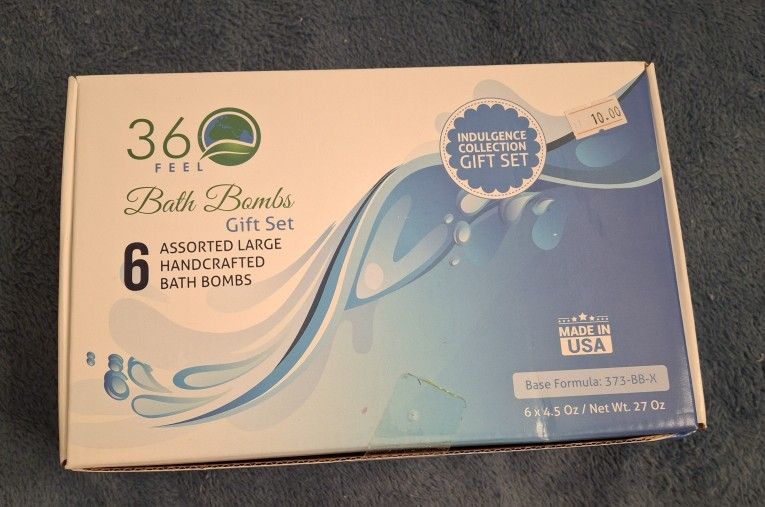 360
FEEL
Bath Bombs
Gift Set
6
ASSORTED LARGE
HANDCRAFTED
BATH BOMBS
INDULGENCE
COLLECTION
GIFT SET
10.00
MADE IN
USA
Base Formula: 373-BB-X
6 x 4.5 Oz / Net Wt. 27 Oz